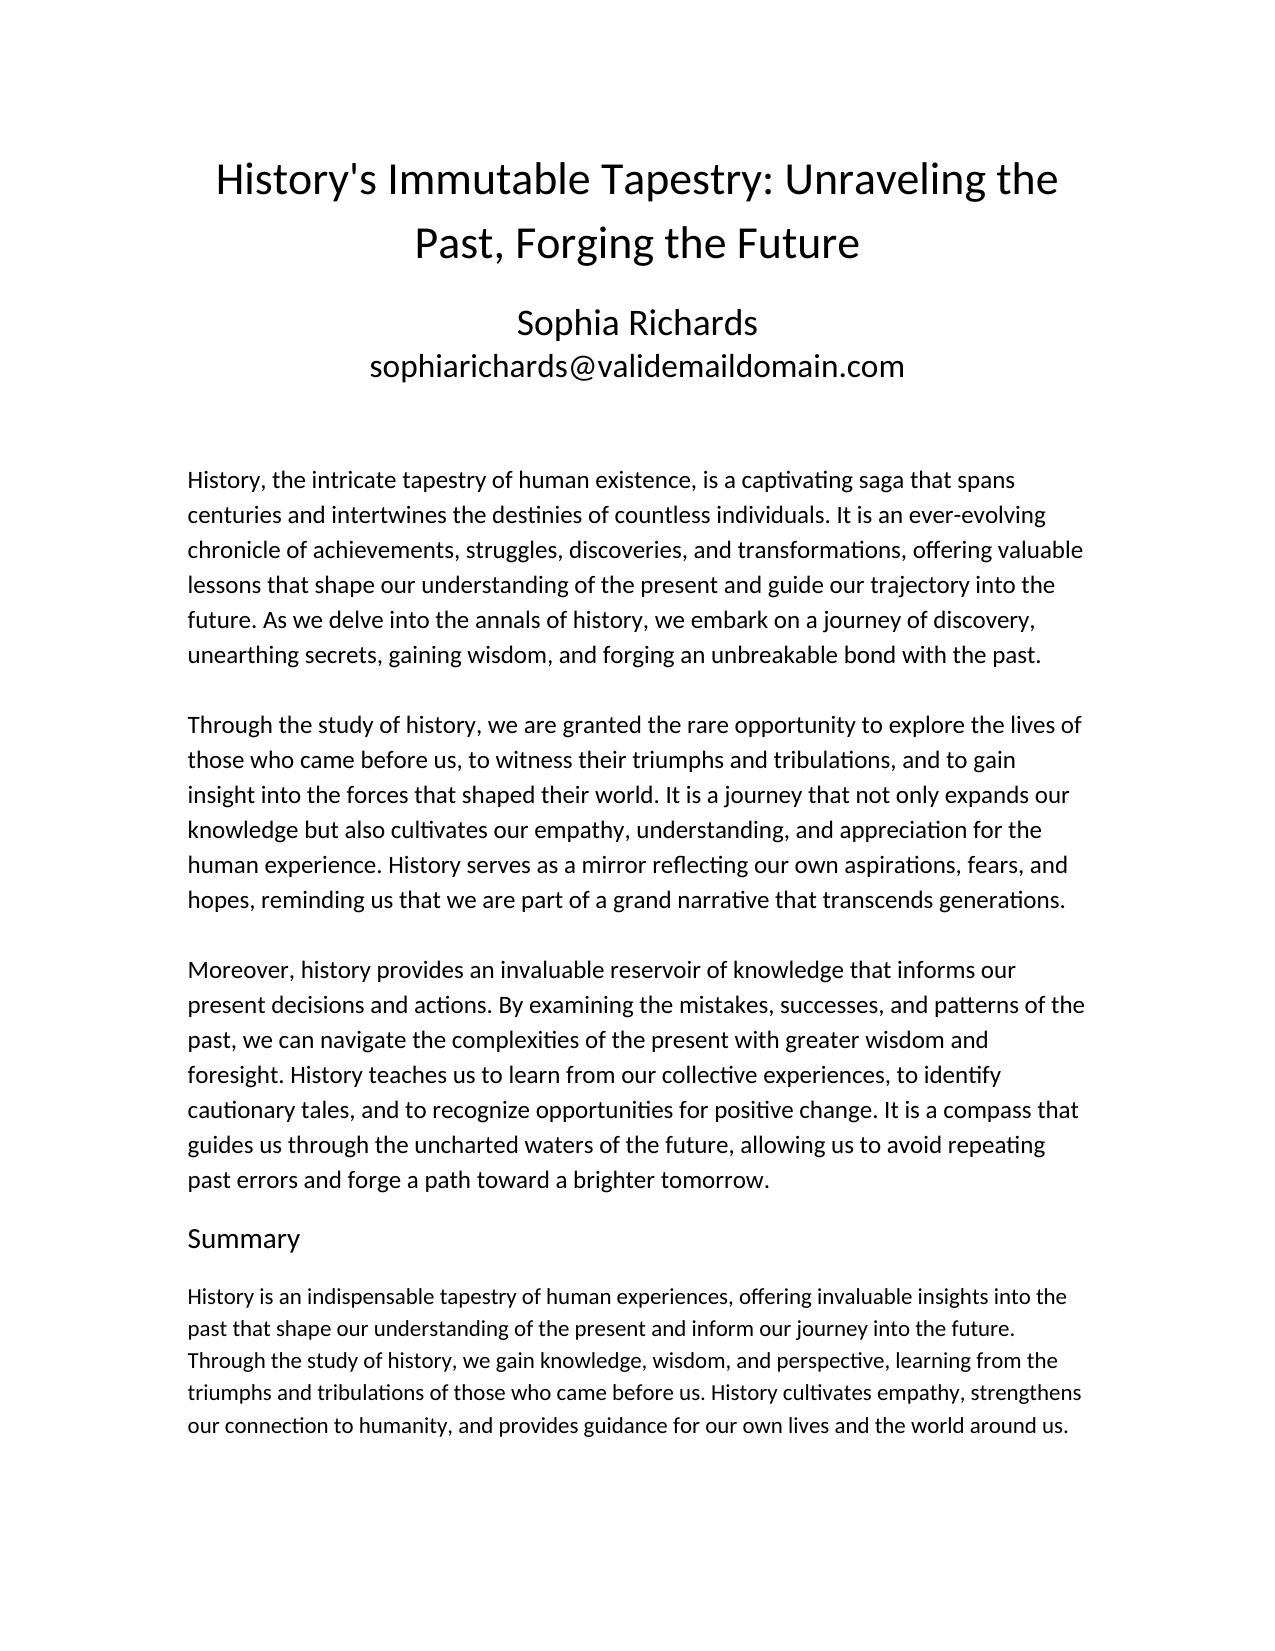 History's Immutable Tapestry: Unraveling the
Past, Forging the Future
Sophia Richards
sophiarichards@validemaildomain.com
History, the intricate tapestry of human existence, is a captivating saga that spans
centuries and intertwines the destinies of countless individuals. It is an ever-evolving
chronicle of achievements, struggles, discoveries, and transformations, offering valuable
lessons that shape our understanding of the present and guide our trajectory into the
future. As we delve into the annals of history, we embark on a journey of discovery,
unearthing secrets, gaining wisdom, and forging an unbreakable bond with the past.
Through the study of history, we are granted the rare opportunity to explore the lives of
those who came before us, to witness their triumphs and tribulations, and to gain
insight into the forces that shaped their world. It is a journey that not only expands our
knowledge but also cultivates our empathy, understanding, and appreciation for the
human experience. History serves as a mirror reflecting our own aspirations, fears, and
hopes, reminding us that we are part of a grand narrative that transcends generations.
Moreover, history provides an invaluable reservoir of knowledge that informs our
present decisions and actions. By examining the mistakes, successes, and patterns of the
past, we can navigate the complexities of the present with greater wisdom and
foresight. History teaches us to learn from our collective experiences, to identify
cautionary tales, and to recognize opportunities for positive change. It is a compass that
guides us through the uncharted waters of the future, allowing us to avoid repeating
past errors and forge a path toward a brighter tomorrow.
Summary
History is an indispensable tapestry of human experiences, offering invaluable insights into the
past that shape our understanding of the present and inform our journey into the future.
Through the study of history, we gain knowledge, wisdom, and perspective, learning from the
triumphs and tribulations of those who came before us. History cultivates empathy, strengthens
our connection to humanity, and provides guidance for our own lives and the world around us.